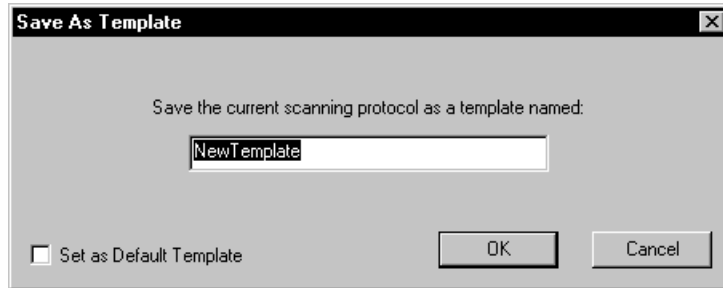 Save As Template
Save the current scanning protocol as a template named:
NewTemplate
Set as Default Template
OK
Cancel